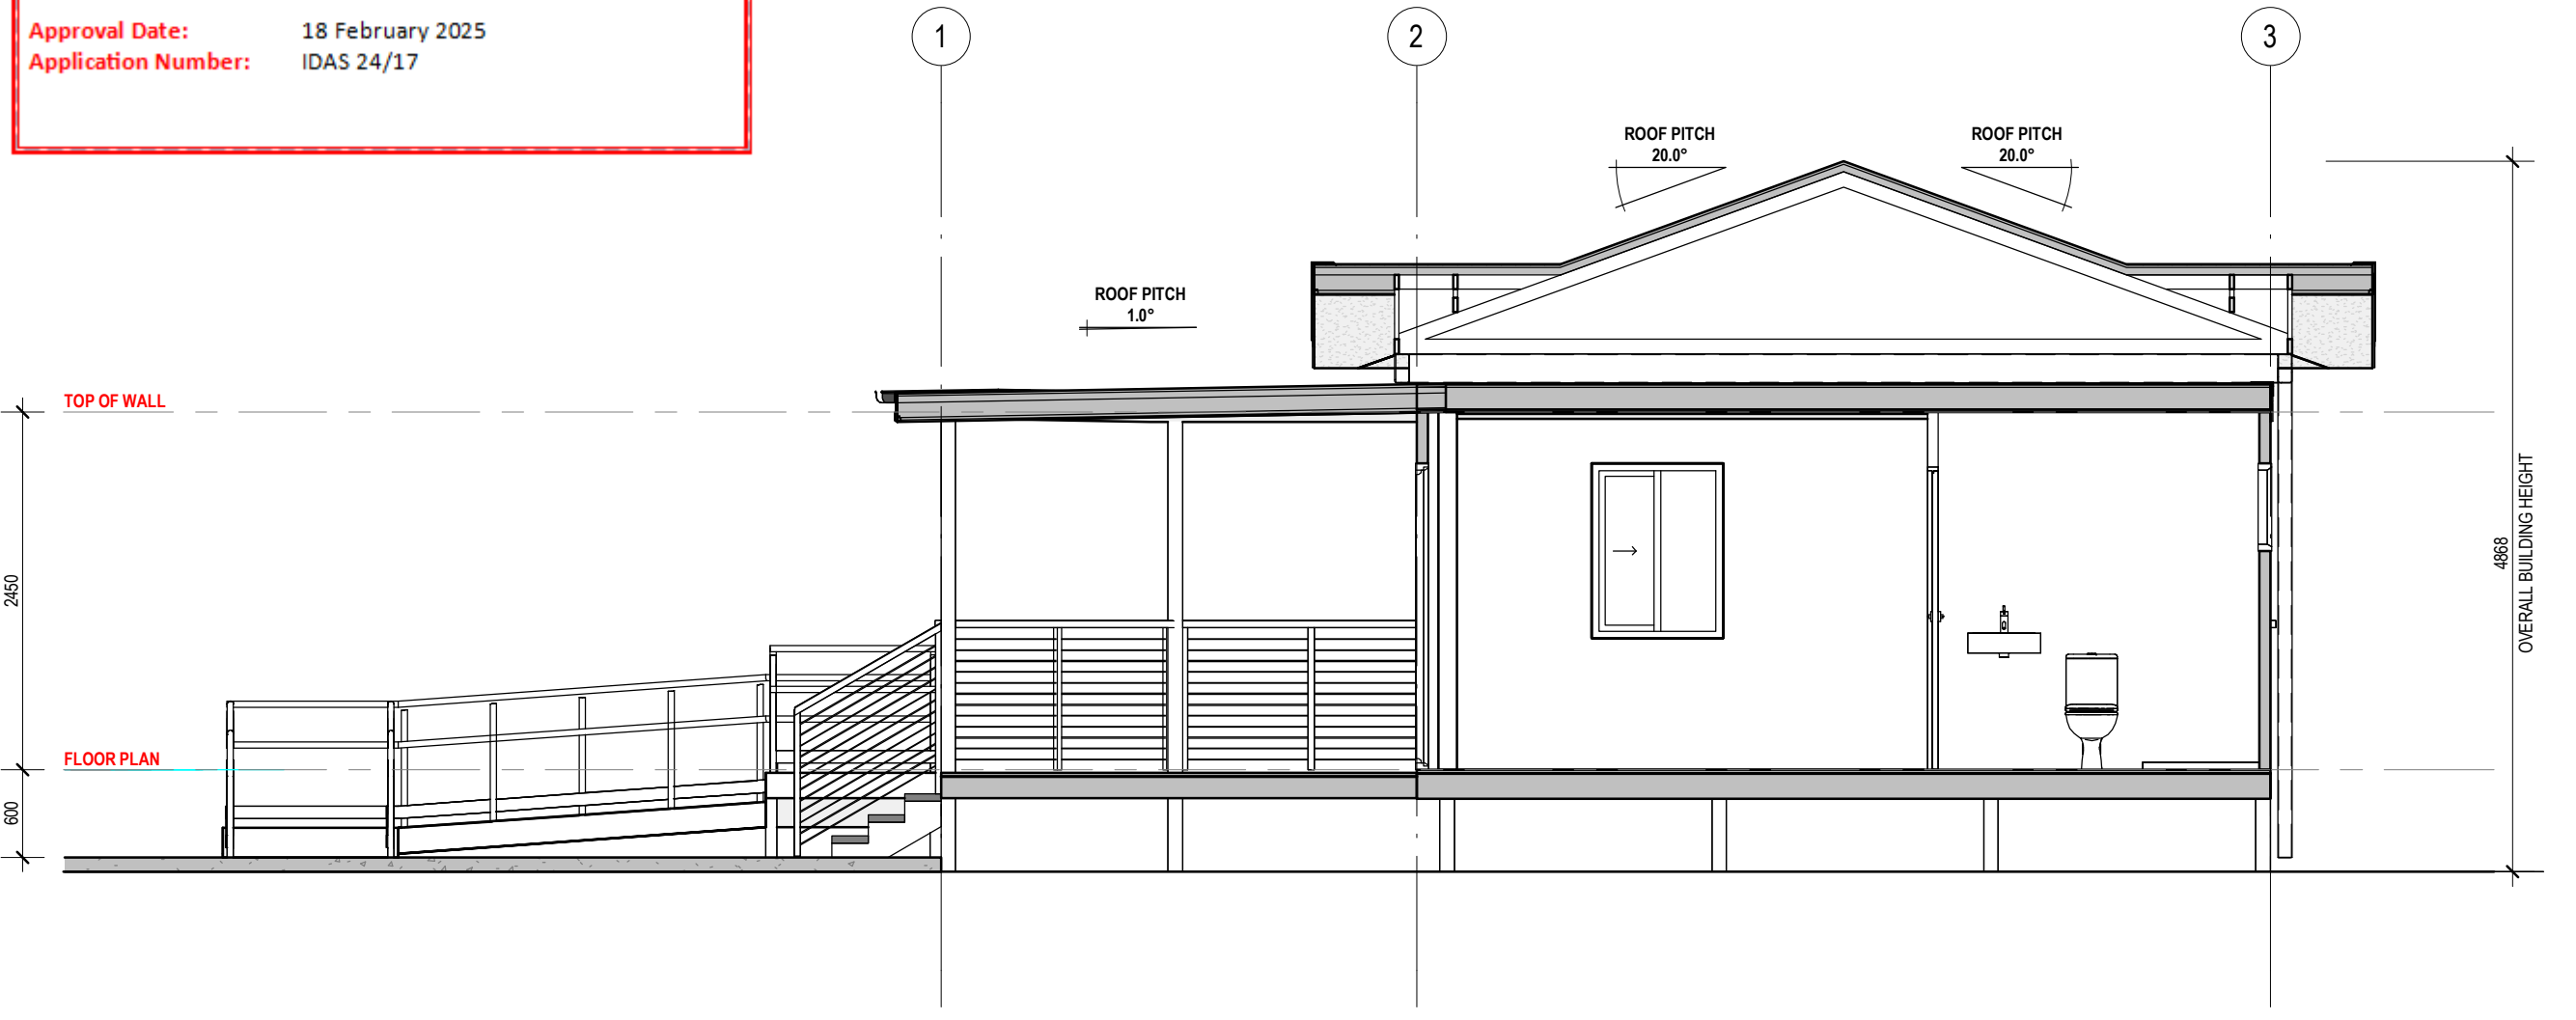 Approval Date: 18 February 2025
Application Number: IDAS 24/17
1
2
3
ROOF PITCH
20.0°
ROOF PITCH
20.0°
ROOF PITCH
1.0°
TOP OF WALL
FLOOR PLAN
2450
600
4868
OVERALL BUILDING HEIGHT